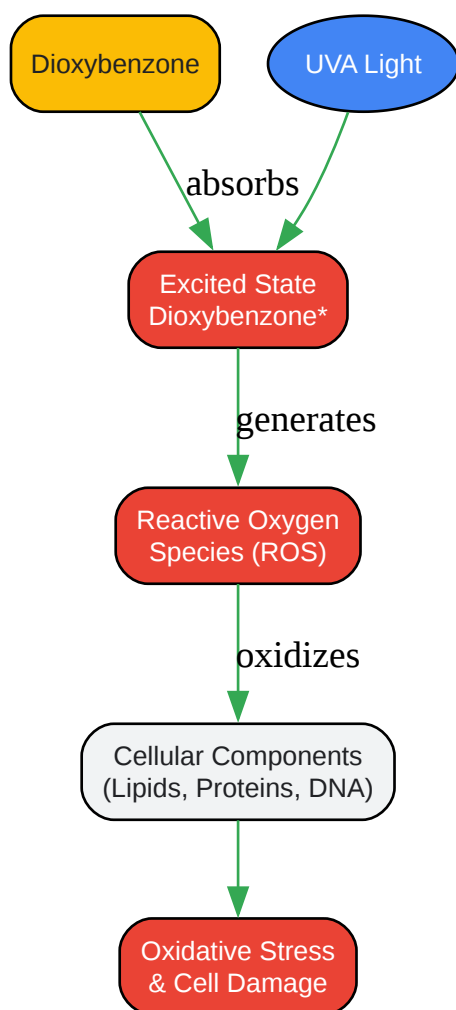 Dioxybenzone
UVA Light
absorbs
Excited State
Dioxybenzone*
generates
Reactive Oxygen
Species (ROS)
oxidizes
Cellular Components
(Lipids, Proteins, DNA)
Oxidative Stress
& Cell Damage